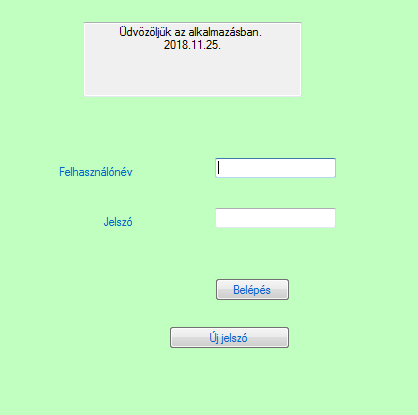 Üdvözöljük az alkalmazásban.
2018.11.25.
Felhasználónév
Jelszó
Belépés
Új jelszó